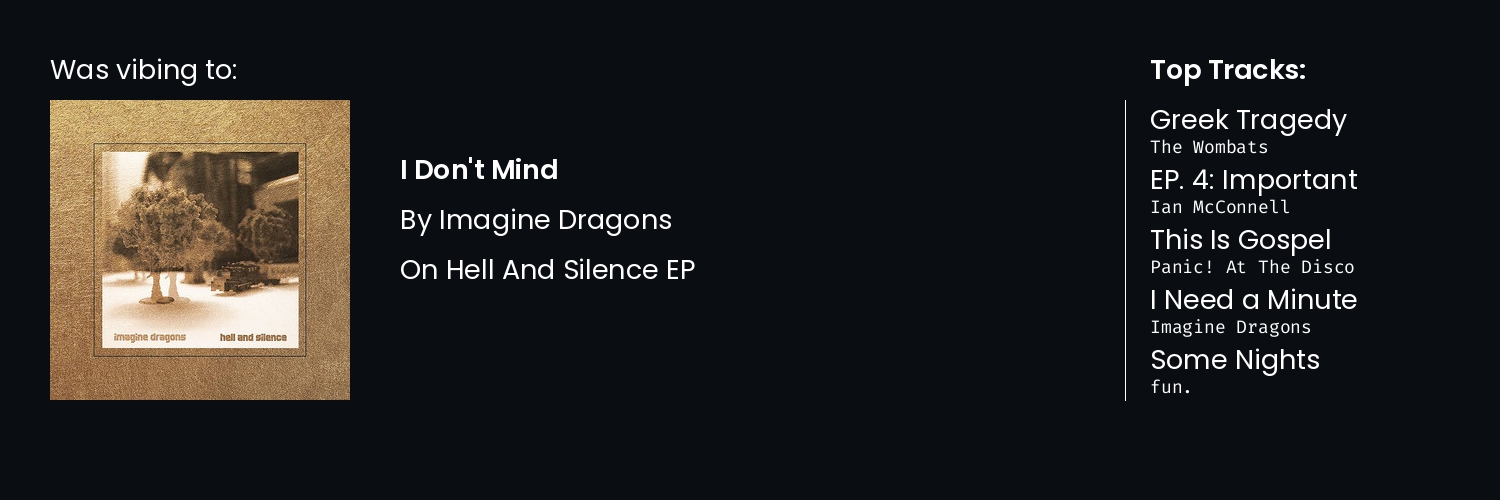 Was vibing to:
imagine dragons
hell and silence
I Don't Mind
By Imagine Dragons
On Hell And Silence EP
Top Tracks:
Greek Tragedy
The Wombats
EP. 4: Important
Ian McConnell
This Is Gospel
Panic! At The Disco
I Need a Minute
Imagine Dragons
Some Nights
fun.